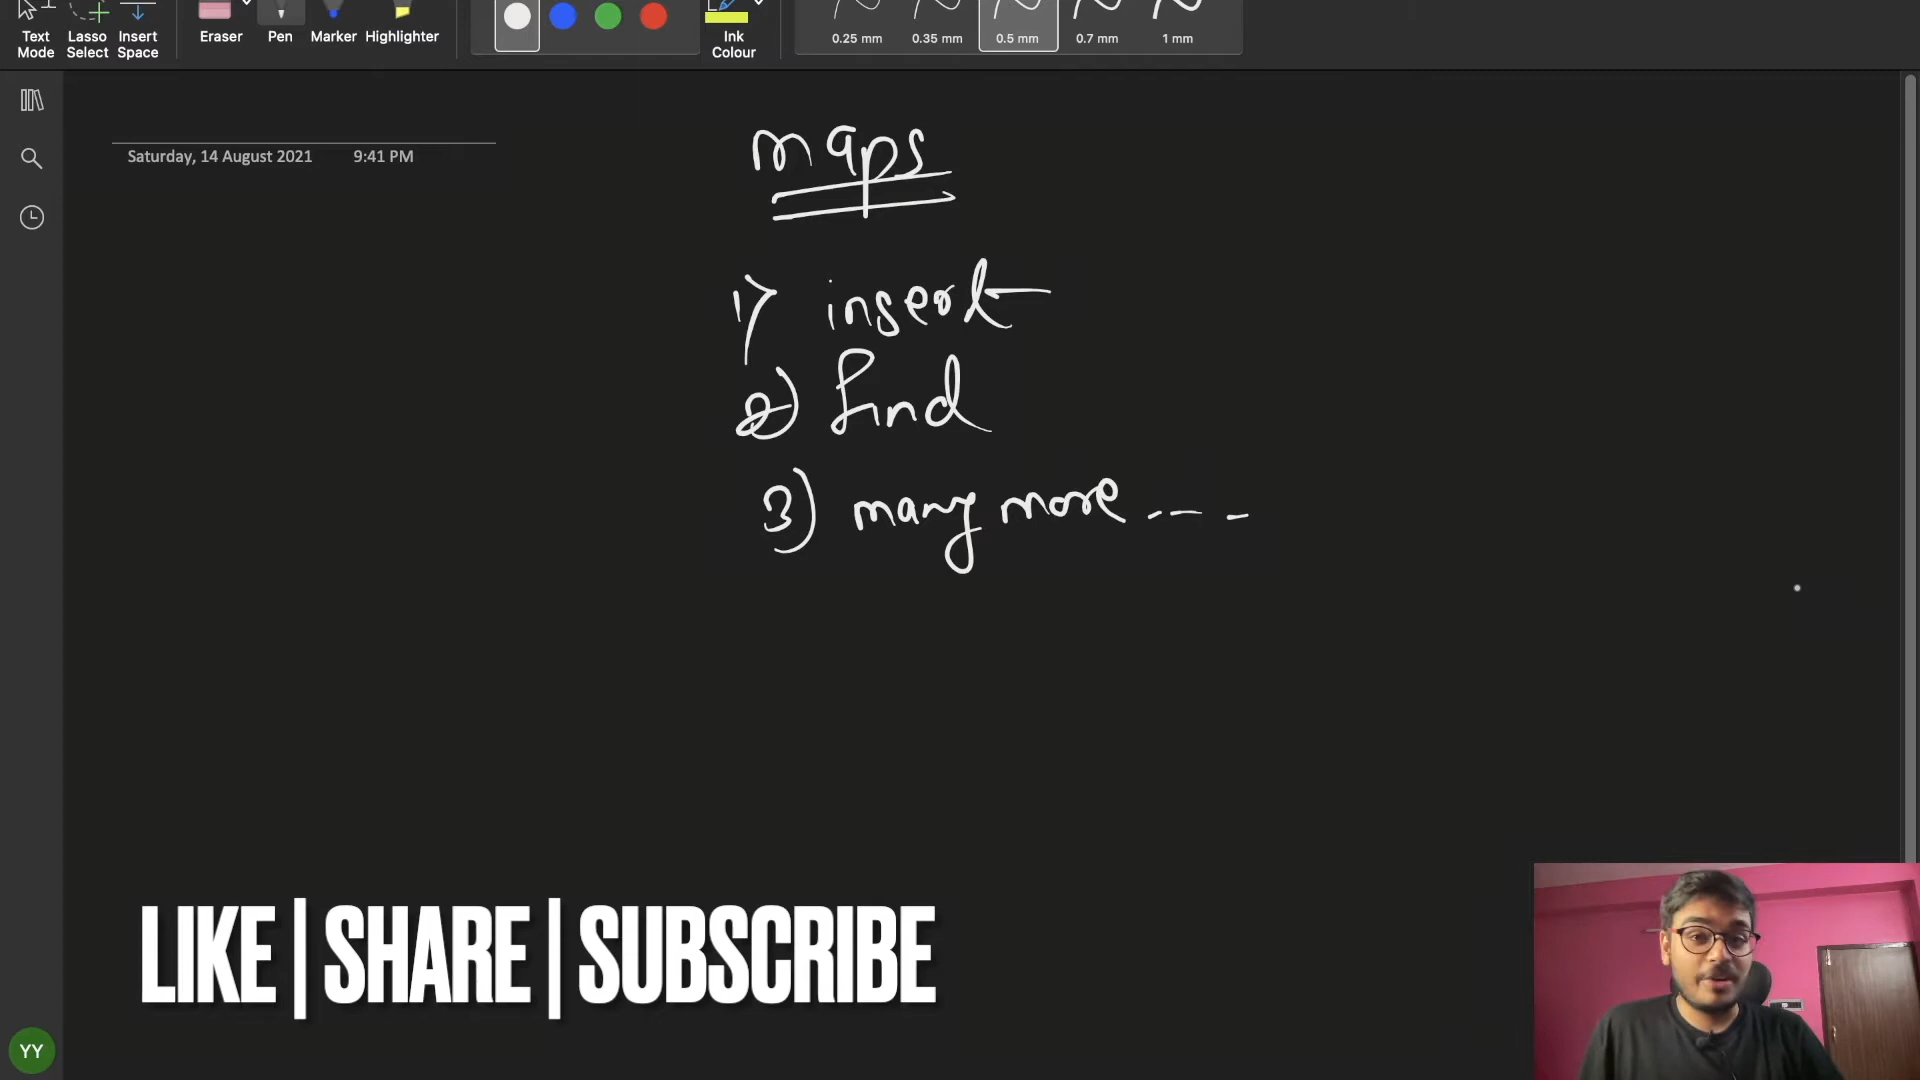 Text Mode
Lasso Select
Insert Space
Eraser
Pen
Marker
Highlighter
Ink Colour
0.25 mm
0.35 mm
0.5 mm
0.7 mm
1 mm
Saturday, 14 August 2021 9:41 PM
maps
1) insert
2) find
3) many more ----
LIKE | SHARE | SUBSCRIBE
YY